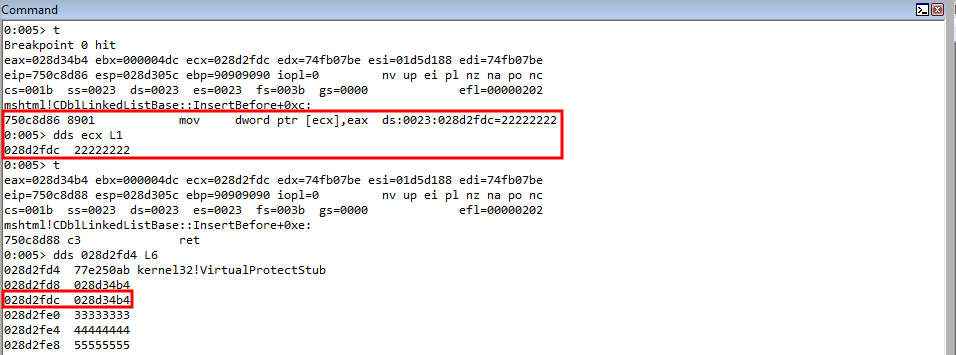 Command
0:005> t
Breakpoint 0 hit
eax=028d34b4 ebx=000004dc ecx=028d2fdc edx=74fb07be esi=01d5d188 edi=74fb07be
eip=750c8d86 esp=028d305c ebp=90909090 iopl=0         nv up ei pl nz na po nc
cs=001b  ss=0023  ds=0023  es=0023  fs=003b  gs=0000             efl=00000202
mshtml!CDblLinkedListBase::InsertBefore+0xc:
750c8d86 8901            mov     dword ptr [ecx],eax  ds:0023:028d2fdc=22222222
0:005> dds ecx L1
028d2fdc  22222222
0:005> t
eax=028d34b4 ebx=000004dc ecx=028d2fdc edx=74fb07be esi=01d5d188 edi=74fb07be
eip=750c8d88 esp=028d305c ebp=90909090 iopl=0         nv up ei pl nz na po nc
cs=001b  ss=0023  ds=0023  es=0023  fs=003b  gs=0000             efl=00000202
mshtml!CDblLinkedListBase::InsertBefore+0xe:
750c8d88 c3              ret
0:005> dds 028d2fd4 L6
028d2fd4  77e250ab kernel32!VirtualProtectStub
028d2fd8  028d34b4
028d2fdc  028d34b4
028d2fe0  33333333
028d2fe4  44444444
028d2fe8  55555555